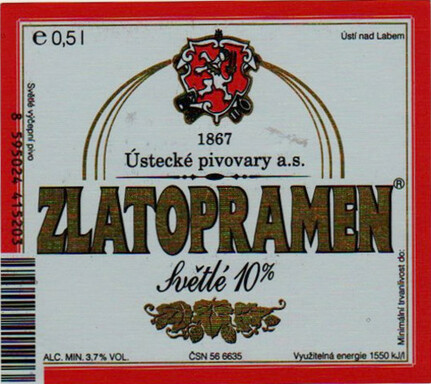 ℮ 0,5 l
Ústí nad Labem
1867
Ústecké pivovary a.s.
ZLATOPRAMEN®
Světlé 10%
ALC. MIN. 3,7% VOL.
ČSN 56 6635
Využitelná energie 1550 kJ/l
Světlé výčepní pivo
8 595024 415203
Minimální trvanlivost do: